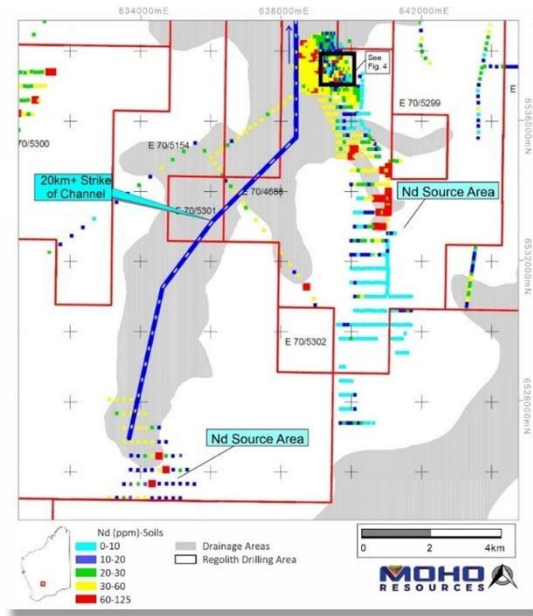 634000mE
638000mE
642000mE
See
Fig. 4
E 70/5299
E
6536000mN
70/5300
E 70/5154
20km+ Strike
of Channel
E 70/4688
Nd Source Area
E 70/5301
6532000mN
E 70/5302
6528000mN
Nd Source Area
Nd (ppm)-Soils
0-10
10-20
20-30
30-60
60-125
Drainage Areas
Regolith Drilling Area
0
2
4km
MOHO
RESOURCES